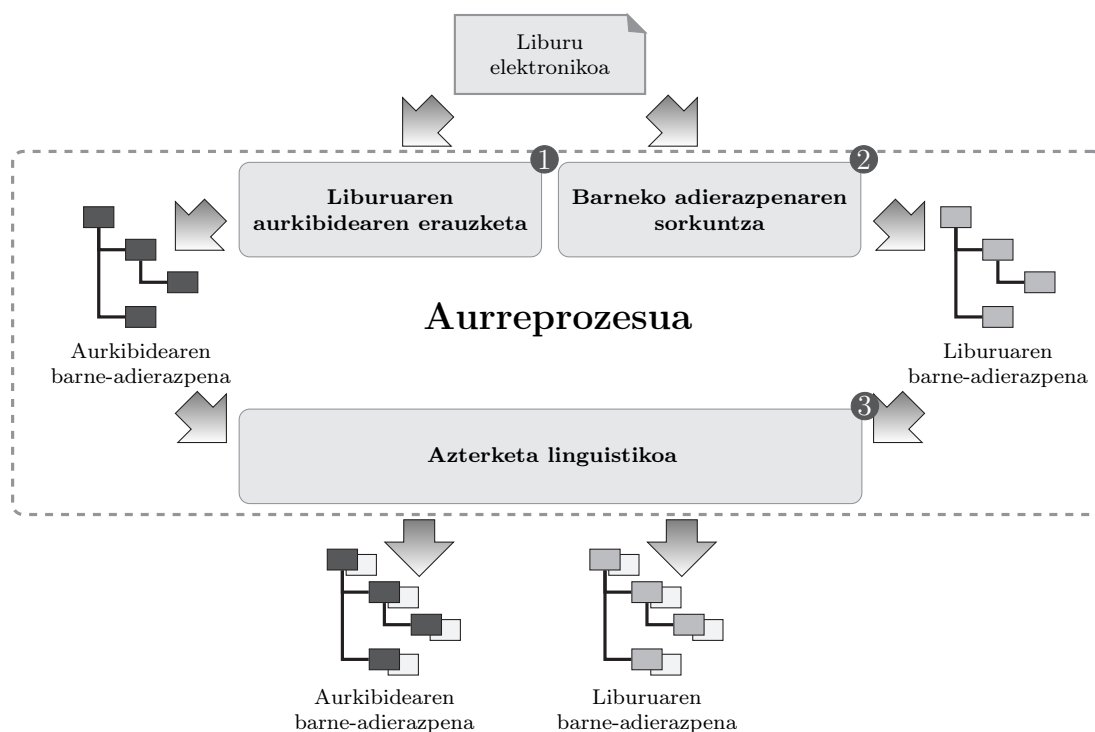 Liburu
elektronikoa
1
Liburuaren
aurkibidearen erauzketa
2
Barneko adierazpenaren
sorkuntza
Aurreprozesua
Aurkibidearen
barne-adierazpena
Liburuaren
barne-adierazpena
3
Azterketa linguistikoa
Aurkibidearen
barne-adierazpena
Liburuaren
barne-adierazpena